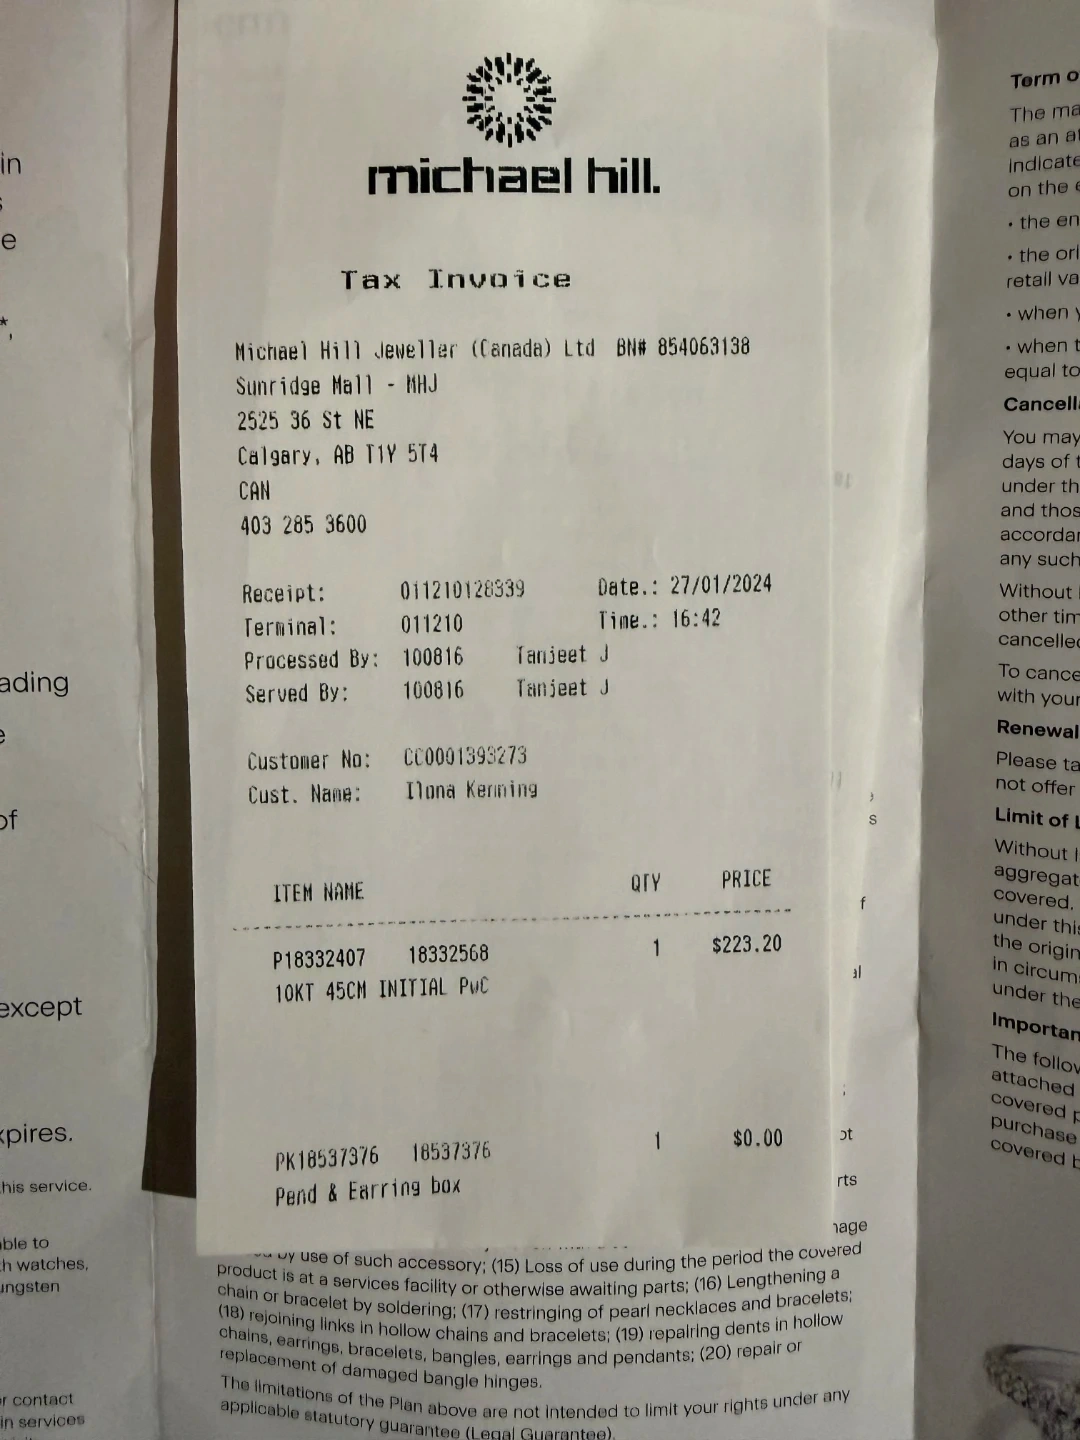 michael hill.
Tax Invoice
Michael Hill Jeweller (Canada) Ltd BN# 854063138
Sunridge Mall - MHJ
2525 36 St NE
Calgary, AB T1Y 5T4
CAN
403 285 3600
Receipt: 011210128339 Date.: 27/01/2024
Terminal: 011210 Time.: 16:42
Processed By: 100816 Tanjeet J
Served By: 100816 Tanjeet J
Customer No: CC0001393273
Cust. Name: Ilona Kenning
ITEM NAME QTY PRICE
P18332407 18332568 1 $223.20
10KT 45CM INITIAL PwC
PK18537376 18537376 1 $0.00
Pend & Earring box
by use of such accessory; (15) Loss of use during the period the covered
product is at a services facility or otherwise awaiting parts; (16) Lengthening a
chain or bracelet by soldering; (17) restringing of pearl necklaces and bracelets;
(18) rejoining links in hollow chains and bracelets; (19) repairing dents in hollow
chains, earrings, bracelets, bangles, earrings and pendants; (20) repair or
replacement of damaged bangle hinges.
The limitations of the Plan above are not intended to limit your rights under any
applicable statutory guarantee (Legal Guarantee).
in
e
*,
ading
e
of
except
xpires.
his service.
ble to
h watches,
ungsten
r contact
in services
s
f
al
;
ot
rts
nage
Term o
The ma
as an a
indicate
on the e
• the en
• the ori
retail va
• when y
• when t
equal to
Cancella
You may
days of t
under th
and thos
accordan
any such
Without
other tim
cancelled
To cance
with your
Renewal
Please ta
not offer
Limit of L
Without l
aggregat
covered.
under this
the origin
in circum
under the
Importan
The follow
attached
covered p
purchase
covered b